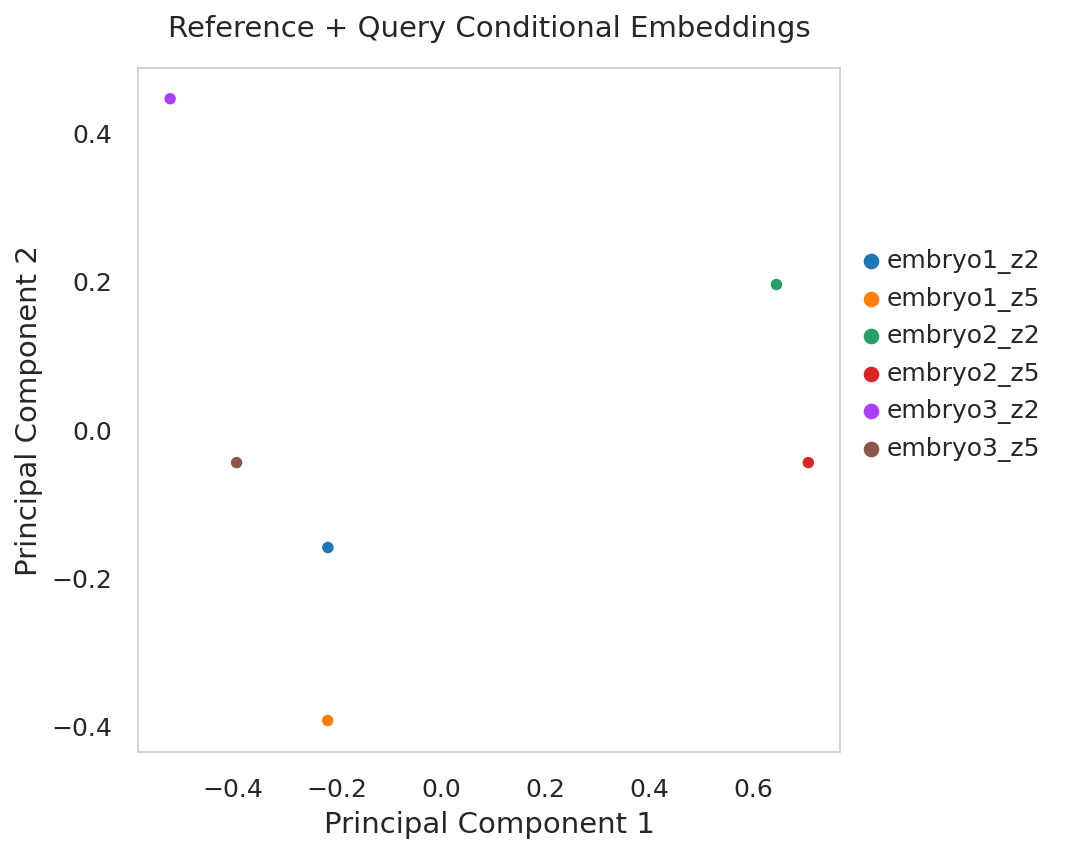 Reference + Query Conditional Embeddings
Principal Component 2
0.4
0.2
0.0
−0.2
−0.4
−0.4
−0.2
0.0
0.2
0.4
0.6
Principal Component 1
embryo1_z2
embryo1_z5
embryo2_z2
embryo2_z5
embryo3_z2
embryo3_z5